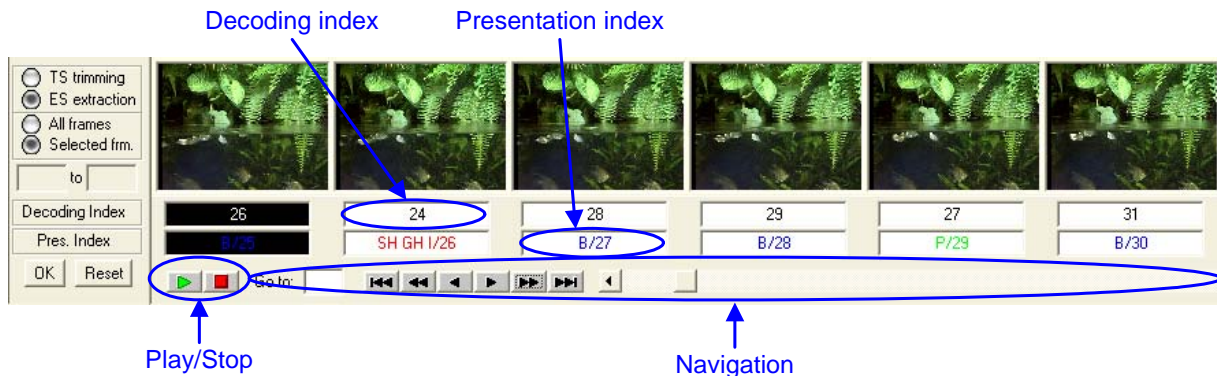 Decoding index
Presentation index
TS trimming
ES extraction
All frames
Selected frm.
to
Decoding Index
26
24
28
29
27
31
Pres. Index
B/25
SH GH I/26
B/27
B/28
P/29
B/30
OK
Reset
Go to:
Play/Stop
Navigation